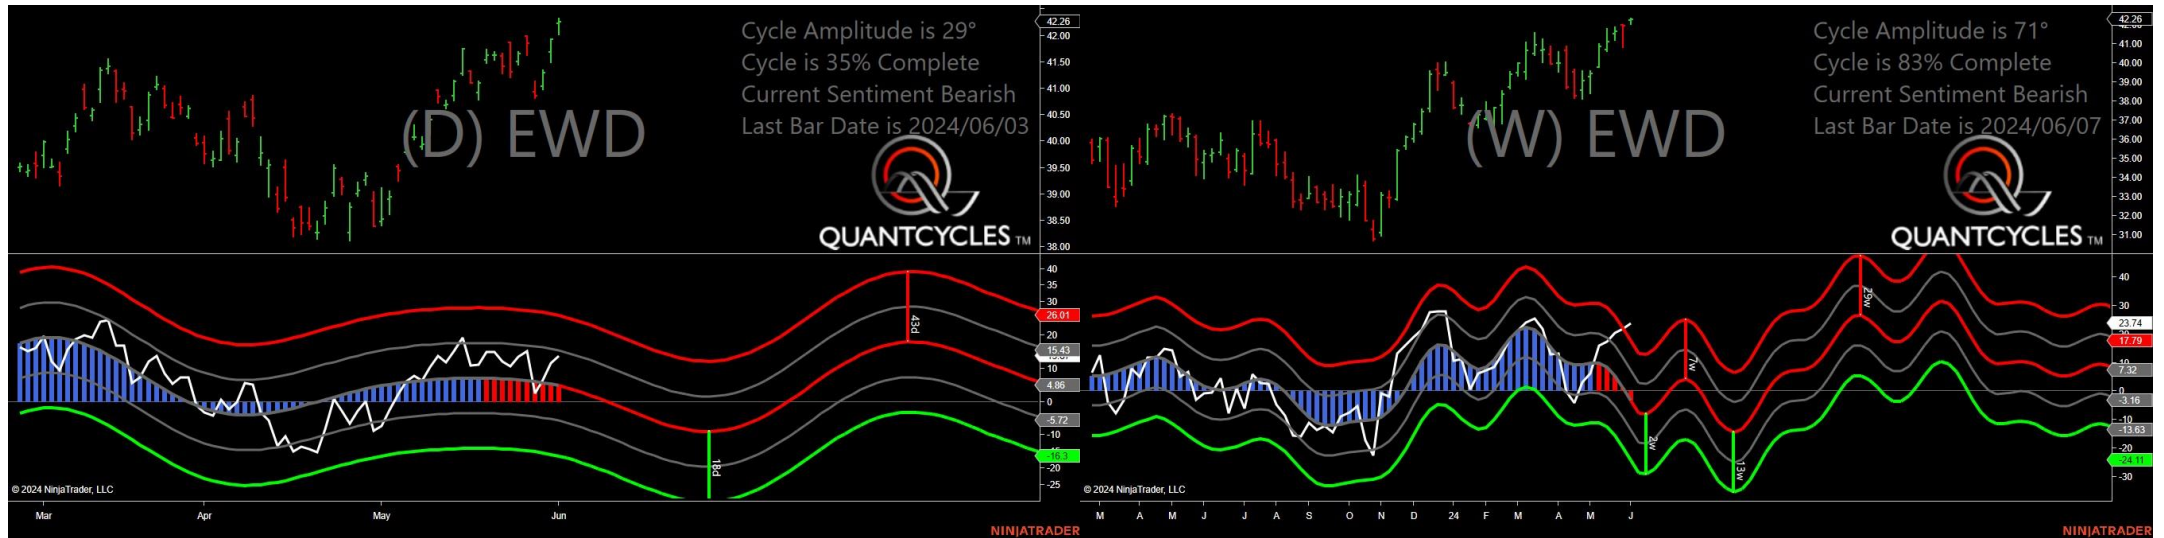 Cycle Amplitude is 29°
Cycle is 35% Complete
Current Sentiment Bearish
Last Bar Date is 2024/06/03
(D) EWD
QUANTCYCLES TM
42.26
42.00
41.50
41.00
40.50
40.00
39.50
39.00
38.50
38.00
40
35
30
26.01
20
15.43
10
4.86
0
-5.72
-10
-16.3
-20
-25
43d
18d
© 2024 NinjaTrader, LLC
Mar Apr May Jun
NINJATRADER
Cycle Amplitude is 71°
Cycle is 83% Complete
Current Sentiment Bearish
Last Bar Date is 2024/06/07
(W) EWD
QUANTCYCLES TM
42.26
41.00
40.00
39.00
38.00
37.00
36.00
35.00
34.00
33.00
32.00
31.00
40
30
23.74
17.79
10
7.32
0
-3.16
-10
-13.63
-20
-24.11
-30
2w
7w
13w
29w
© 2024 NinjaTrader, LLC
M A M J J A S O N D 24 F M A M J
NINJATRADER